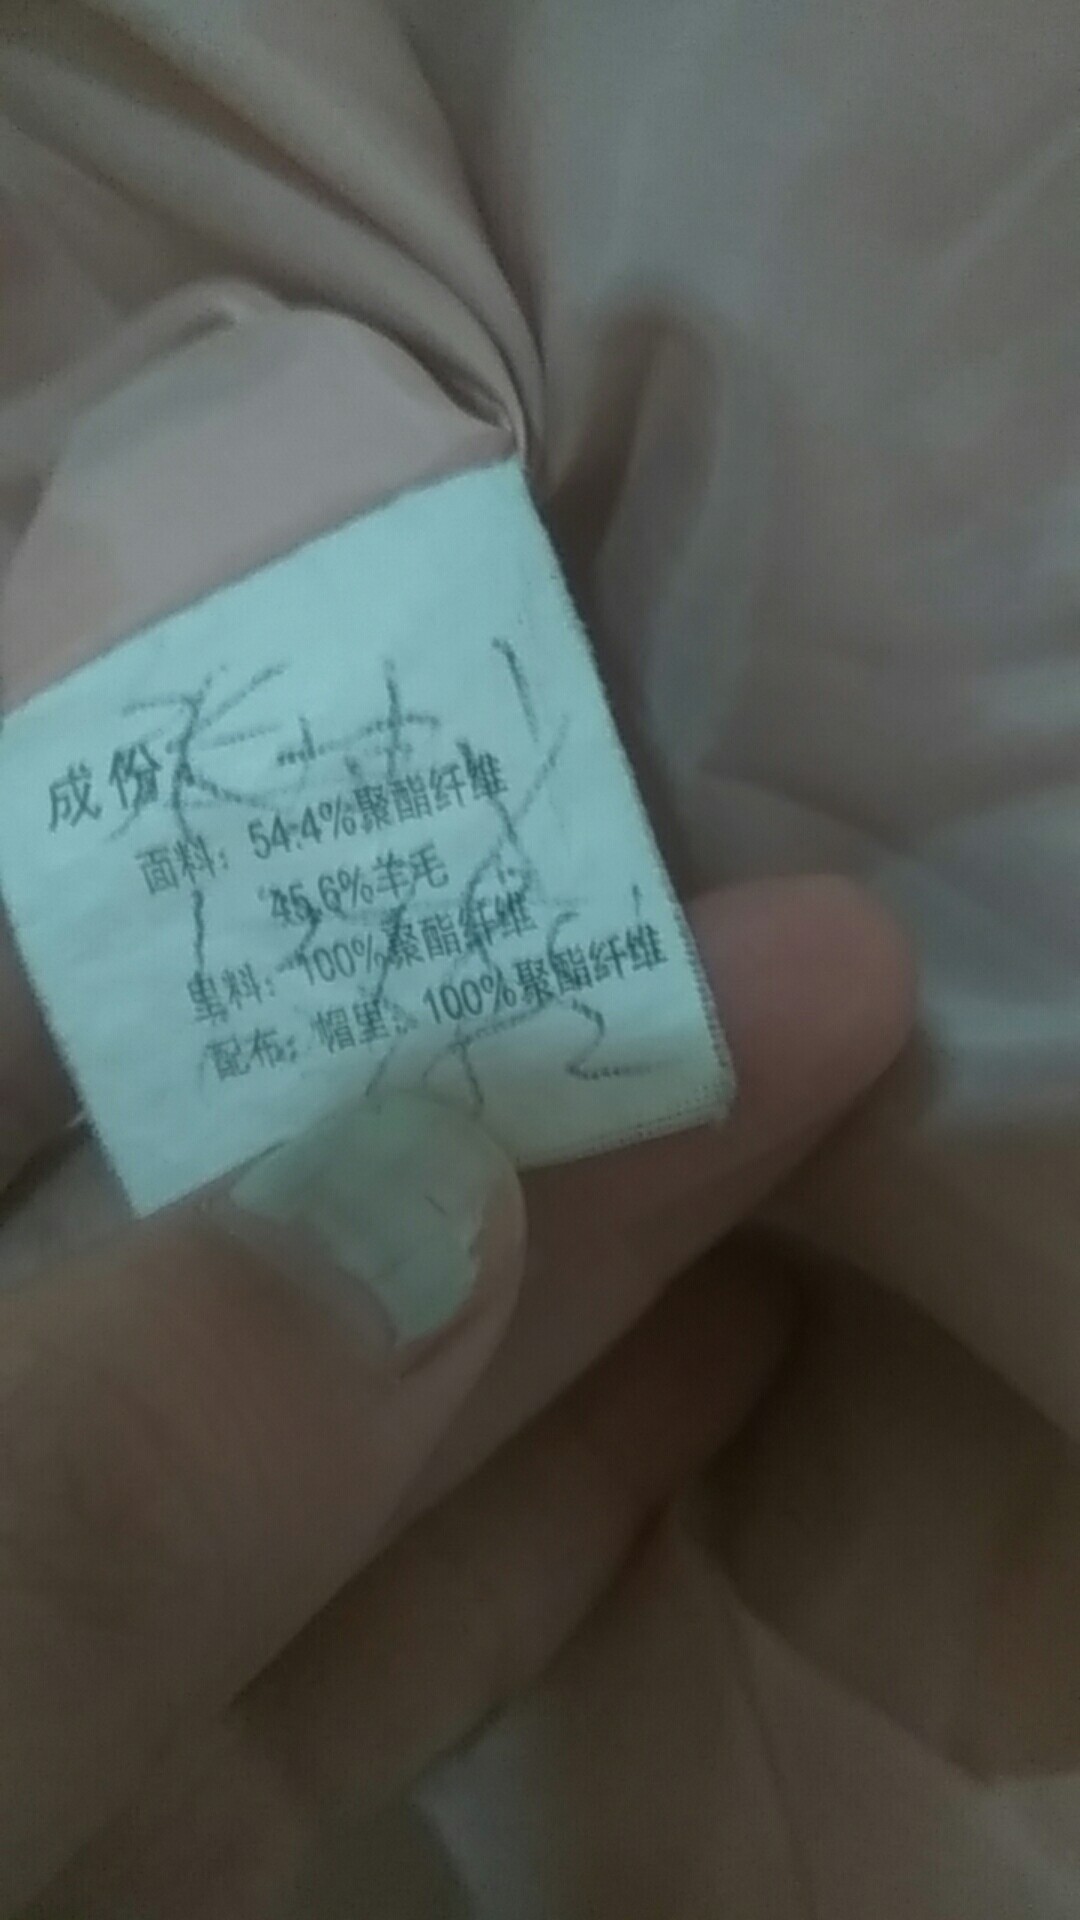 成份:
面料: 54.4%聚酯纤维
45.6%羊毛
里料: 100%聚酯纤维
配布: 帽里: 100%聚酯纤维